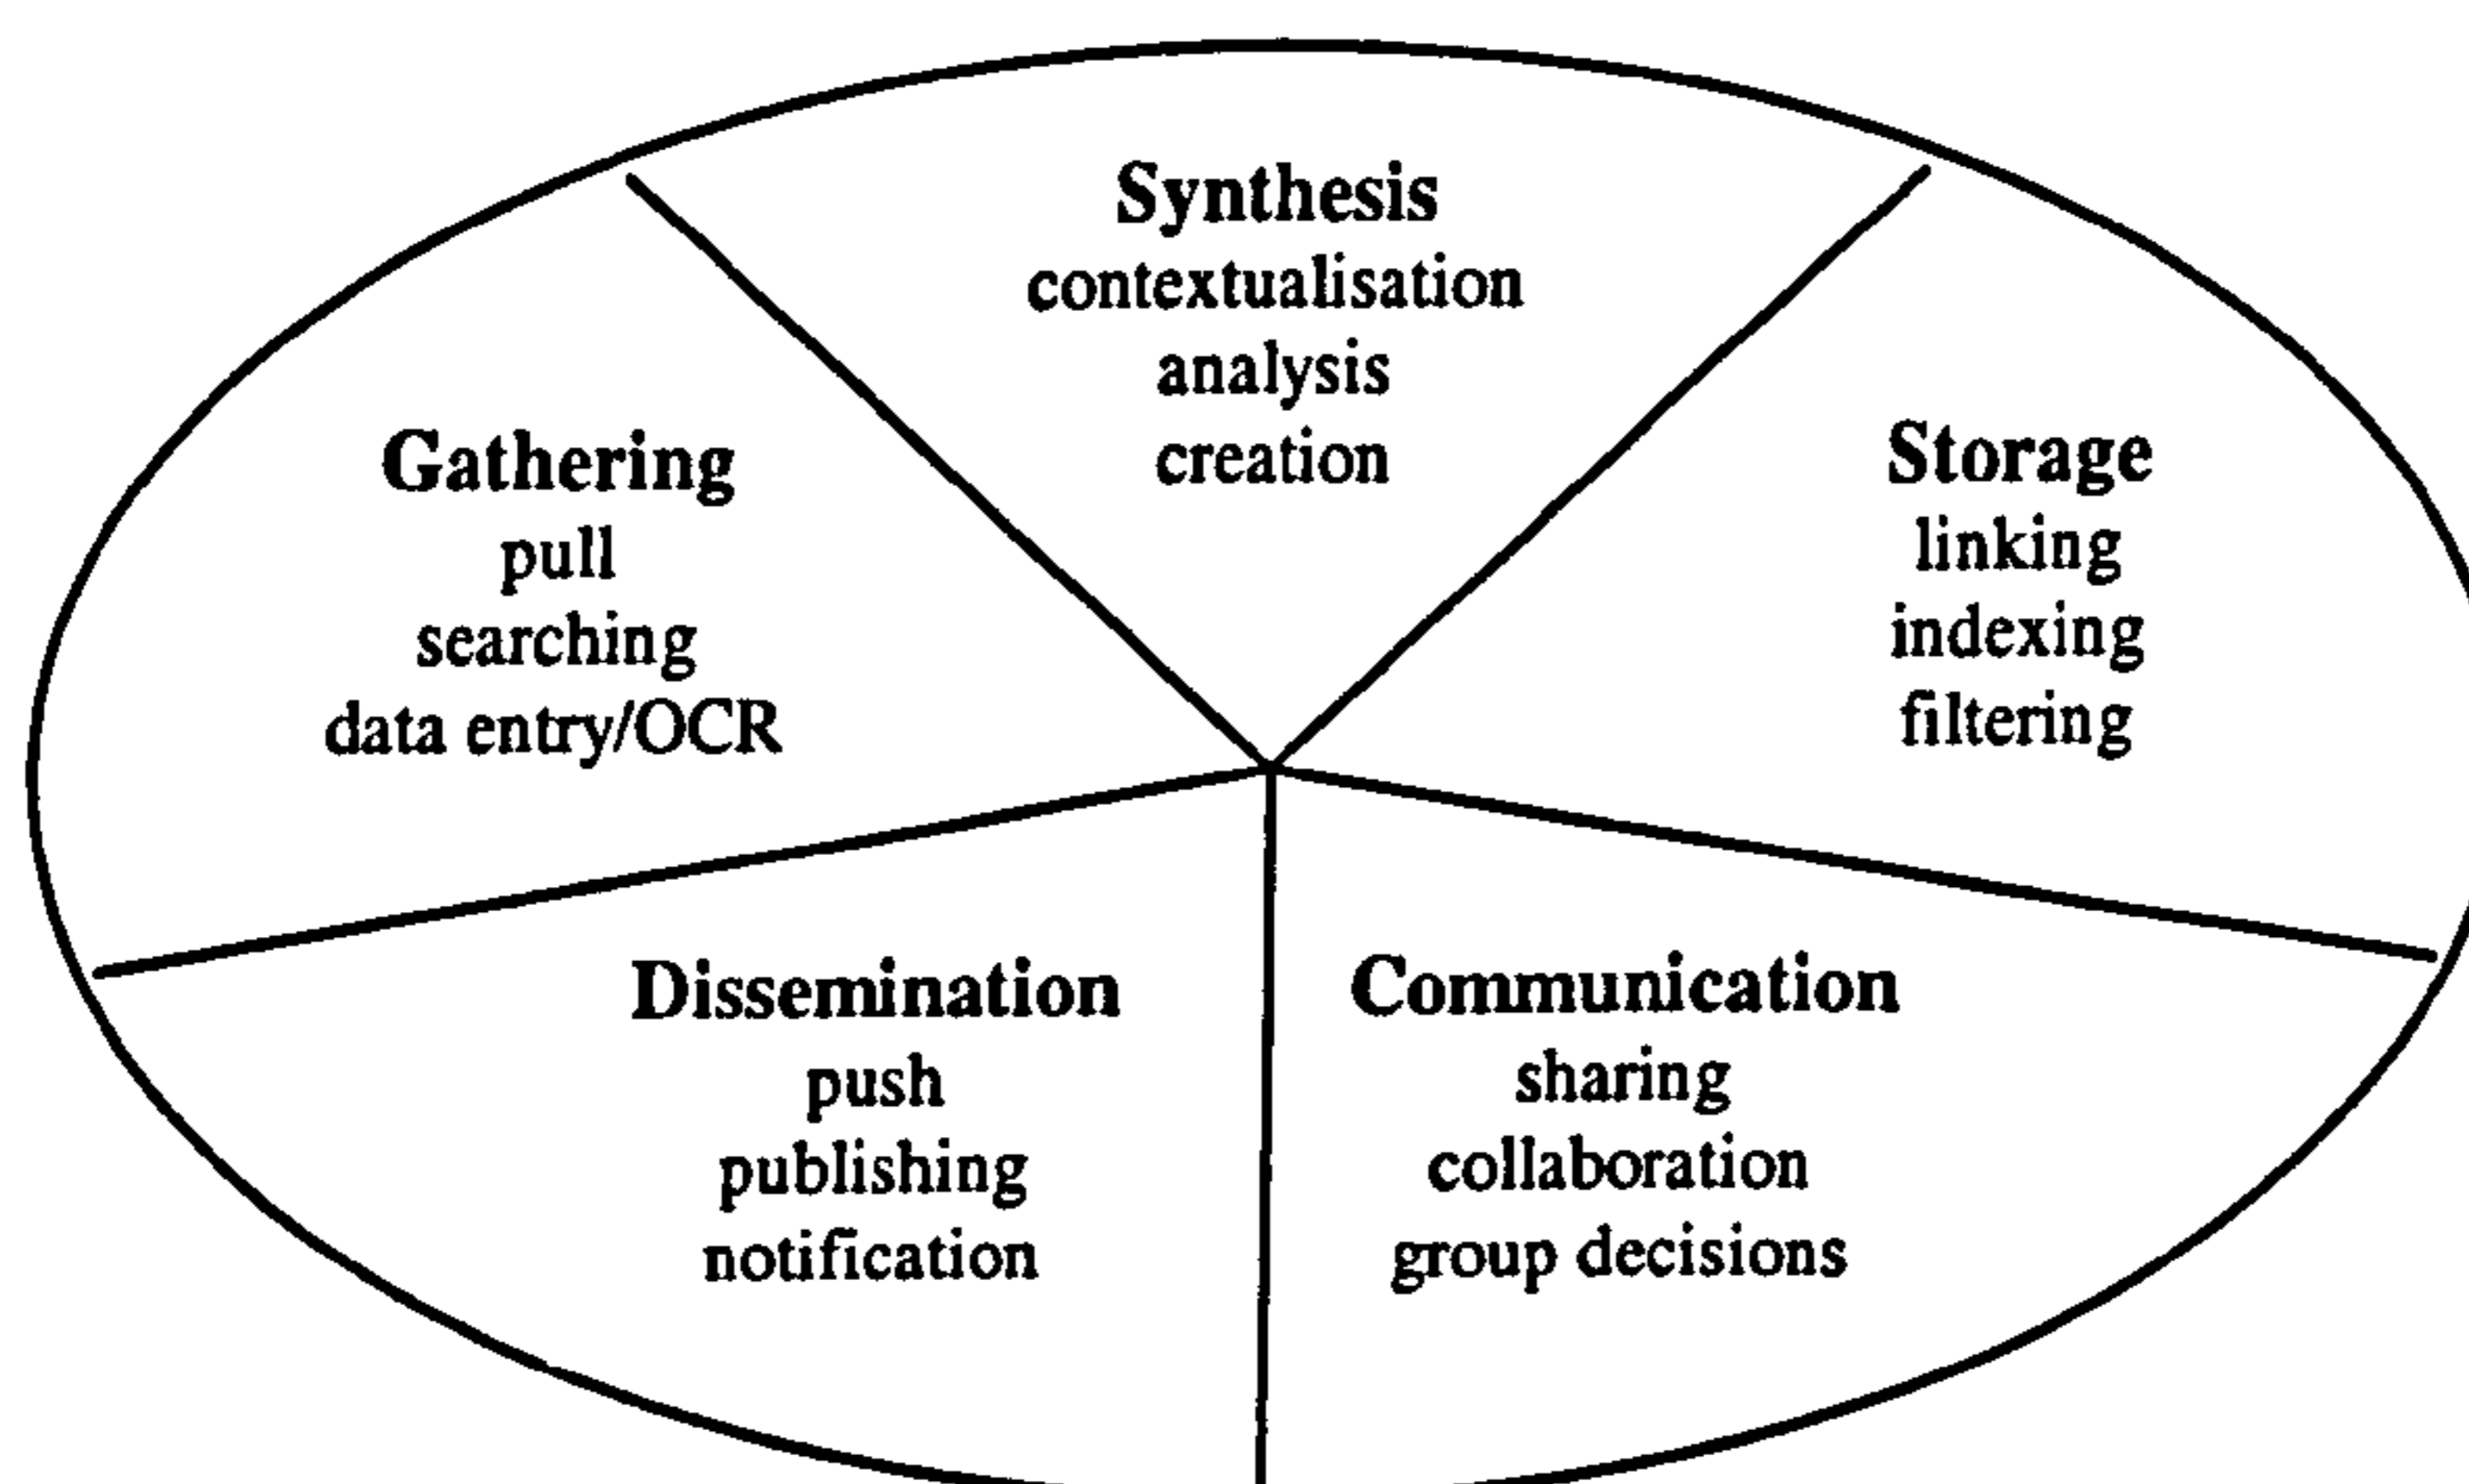 Synthesis
contextualisation
analysis
creation
Gathering
pull
searching
data entry/OCR
Storage
linking
indexing
filtering
Dissemination
push
publishing
notification
Communication
sharing
collaboration
group decisions